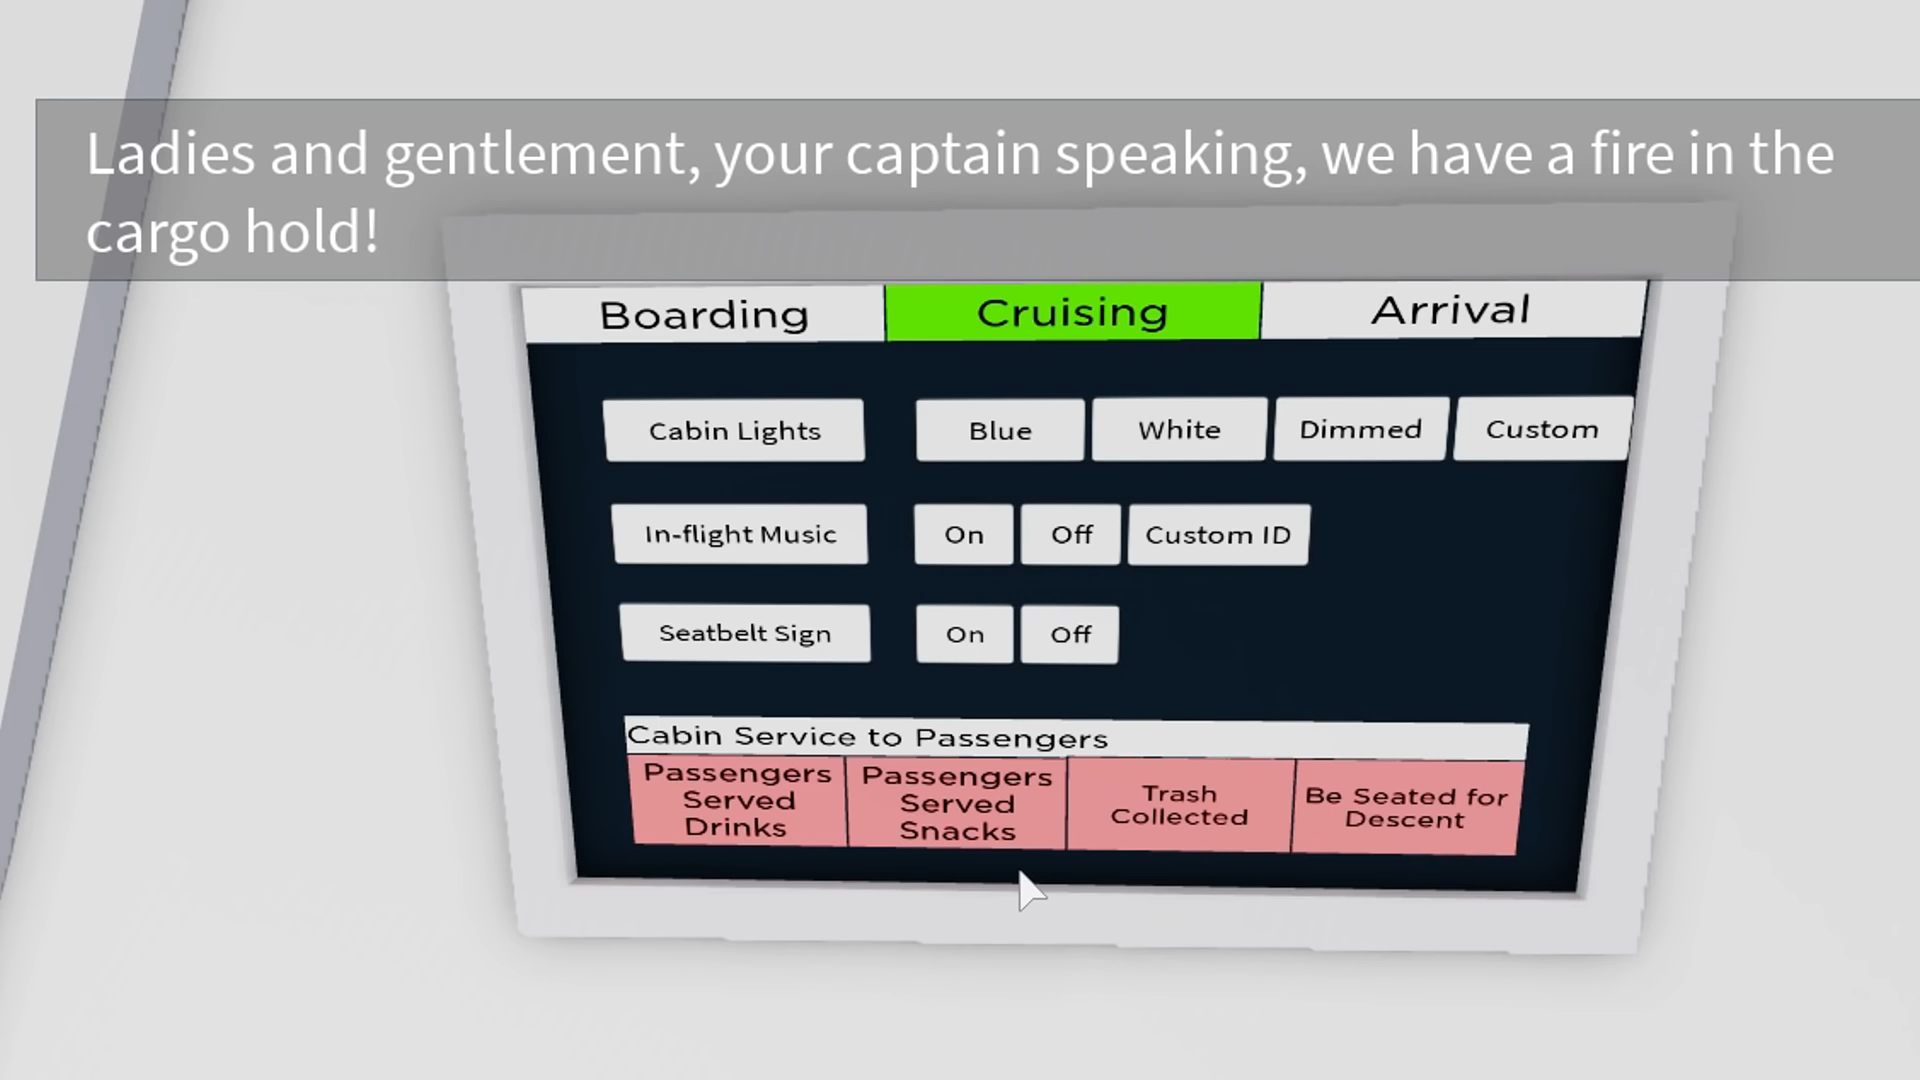 Ladies and gentlement, your captain speaking, we have a fire in the
cargo hold!
Boarding Cruising Arrival
Cabin Lights Blue White Dimmed Custom
In-flight Music On Off Custom ID
Seatbelt Sign On Off
Cabin Service to Passengers
Passengers
Served
Drinks
Passengers
Served
Snacks
Trash
Collected
Be Seated for
Descent